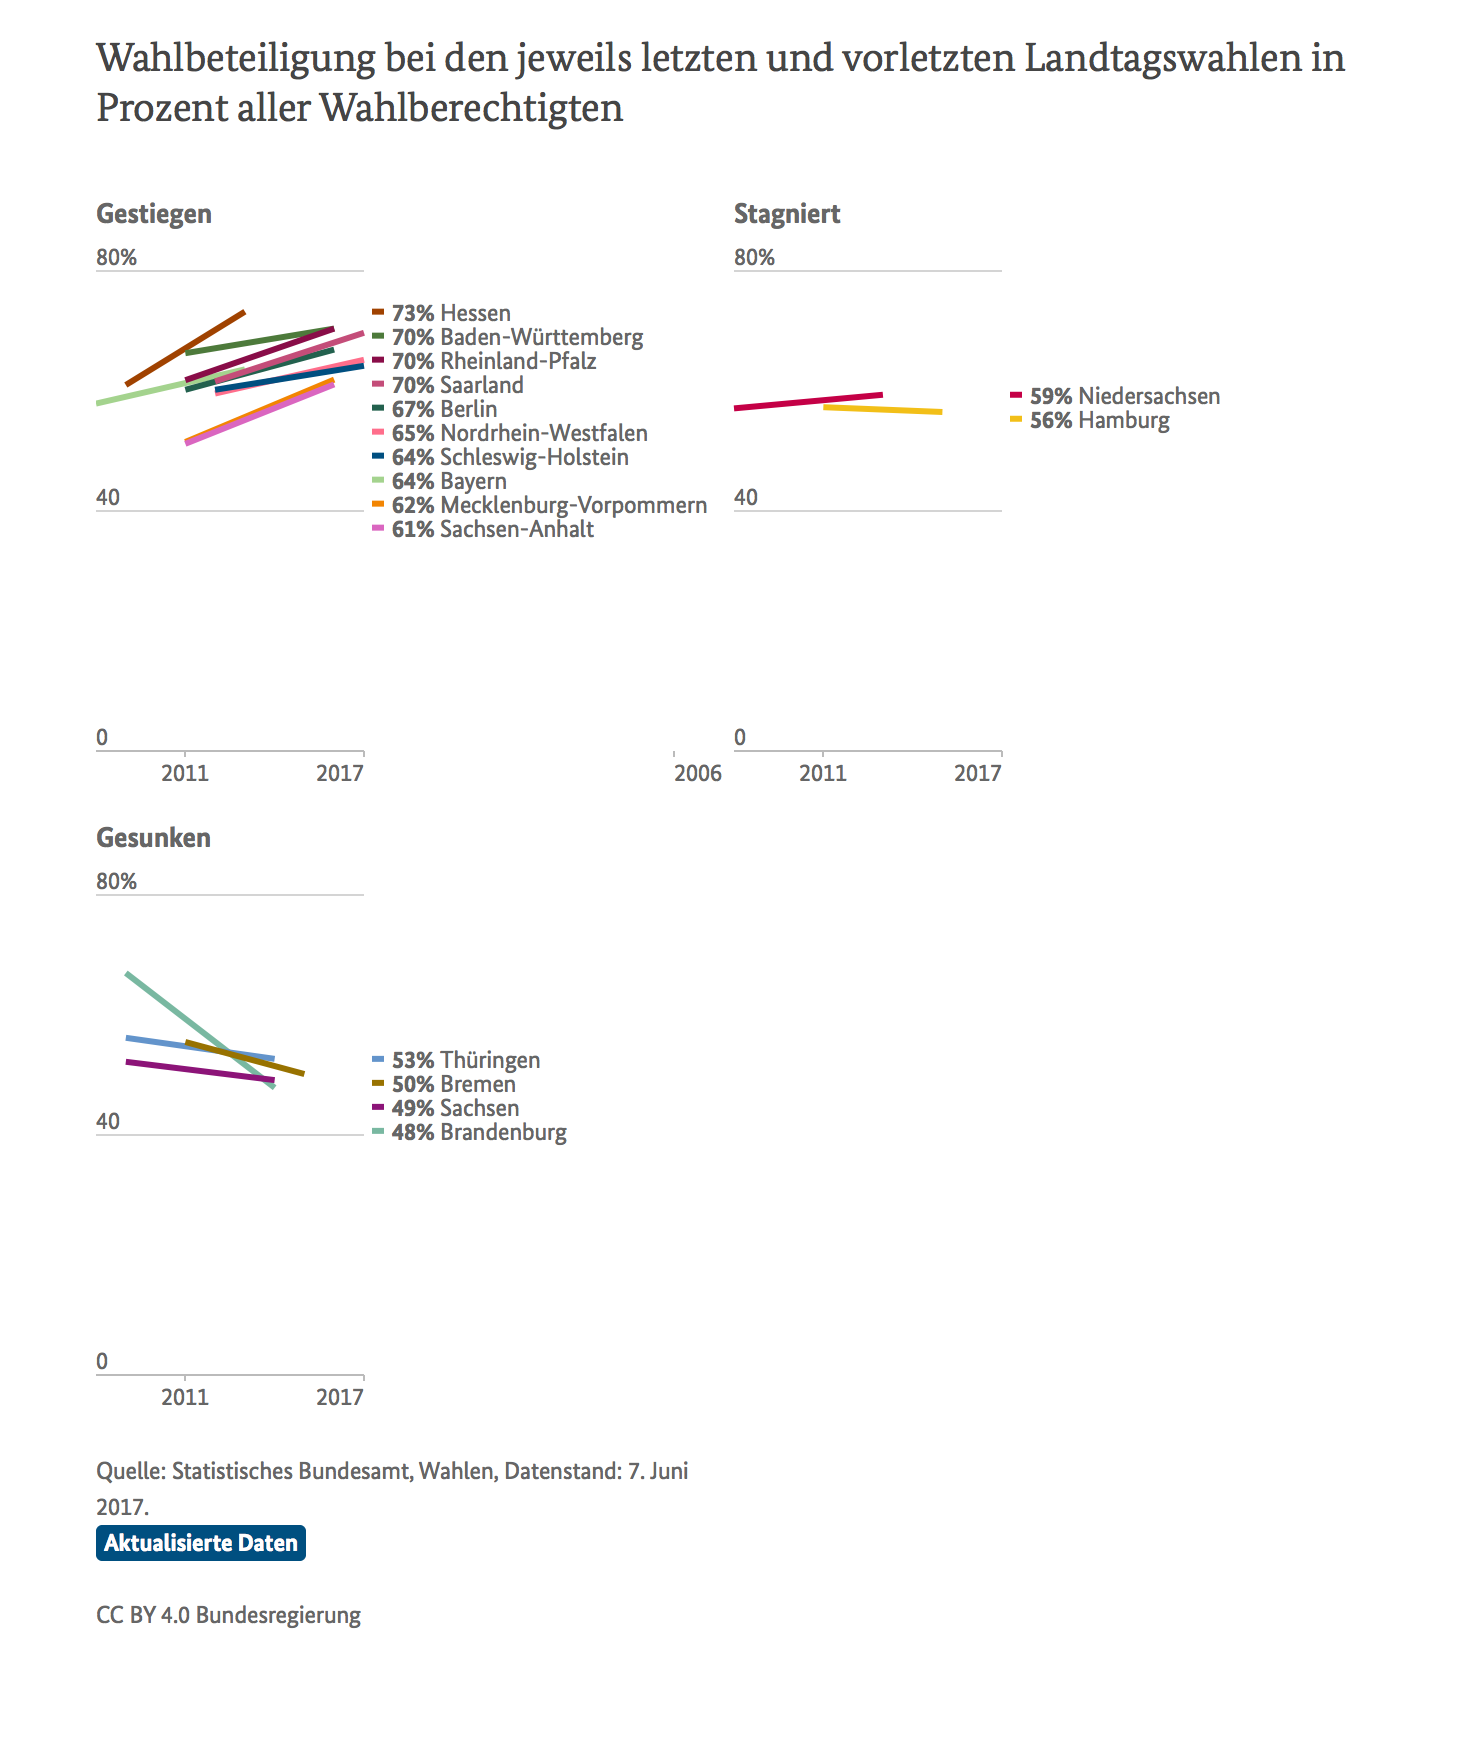 Wahlbeteiligung bei den jeweils letzten und vorletzten Landtagswahlen in
Prozent aller Wahlberechtigten
Gestiegen
80%
73% Hessen
70% Baden-Württemberg
70% Rheinland-Pfalz
70% Saarland
67% Berlin
65% Nordrhein-Westfalen
64% Schleswig-Holstein
64% Bayern
62% Mecklenburg-Vorpommern
61% Sachsen-Anhalt
40
0
2011
2017
Stagniert
80%
59% Niedersachsen
56% Hamburg
40
0
2006
2011
2017
Gesunken
80%
53% Thüringen
50% Bremen
49% Sachsen
48% Brandenburg
40
0
2011
2017
Quelle: Statistisches Bundesamt, Wahlen, Datenstand: 7. Juni
2017.
Aktualisierte Daten
CC BY 4.0 Bundesregierung